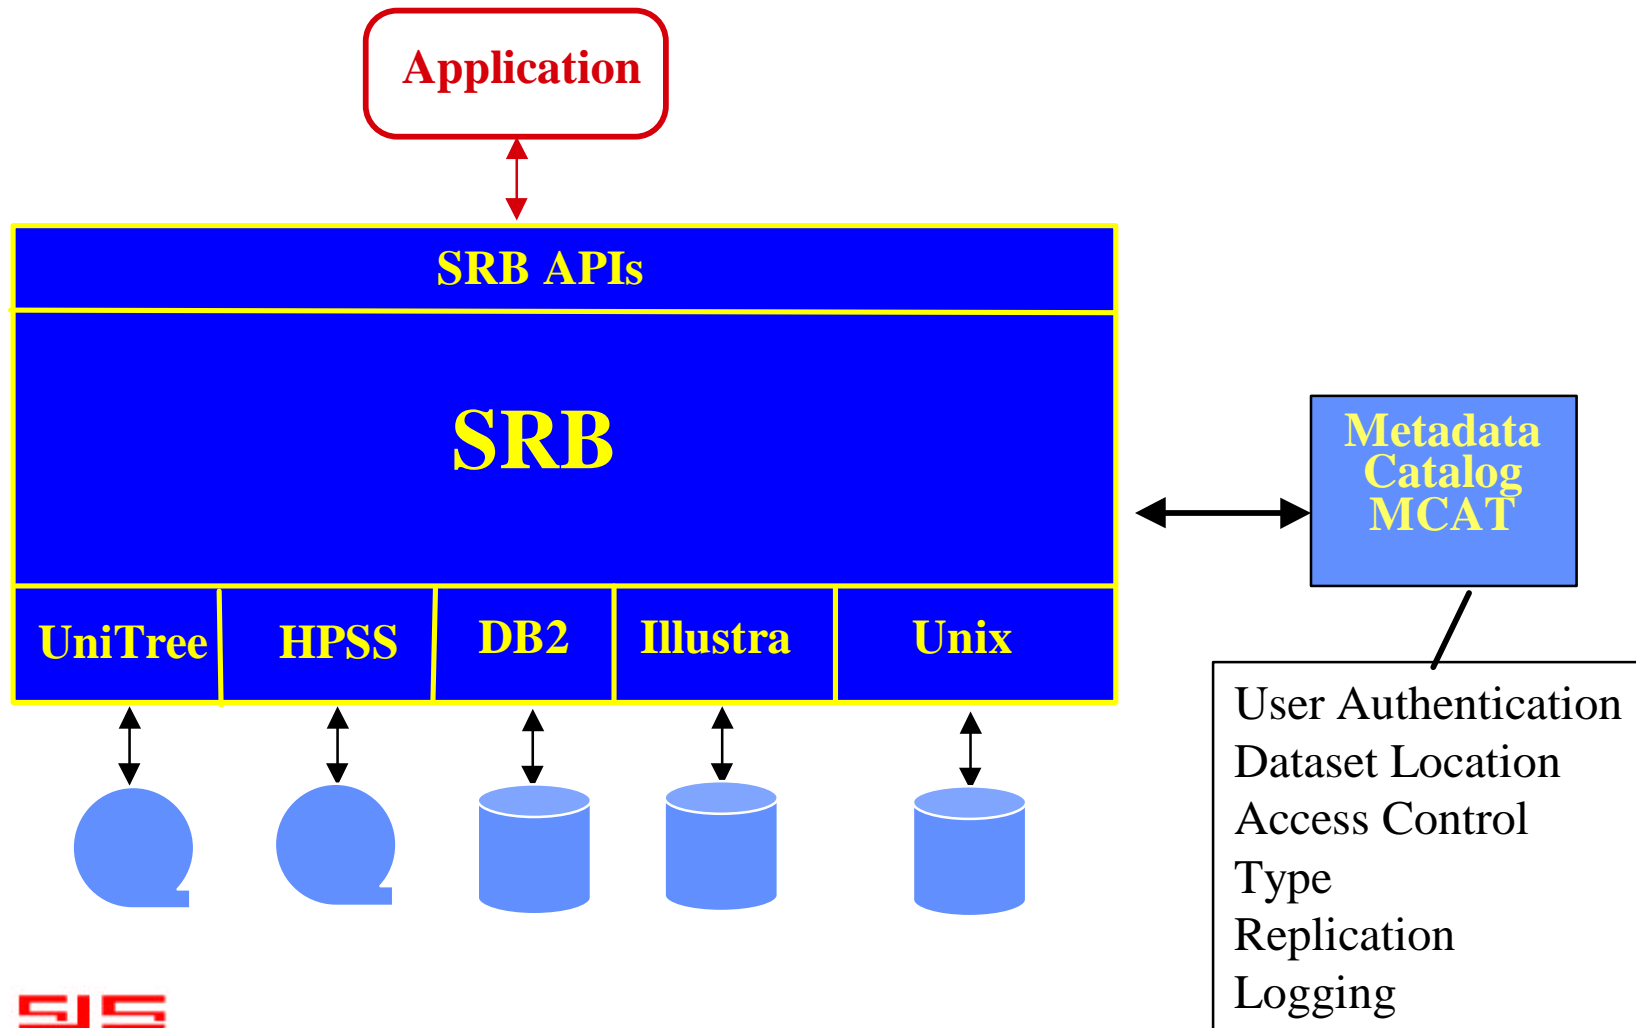 Application
SRB APIs
SRB
Metadata
Catalog
MCAT
UniTree HPSS DB2 Illustra Unix
User Authentication
Dataset Location
Access Control
Type
Replication
Logging